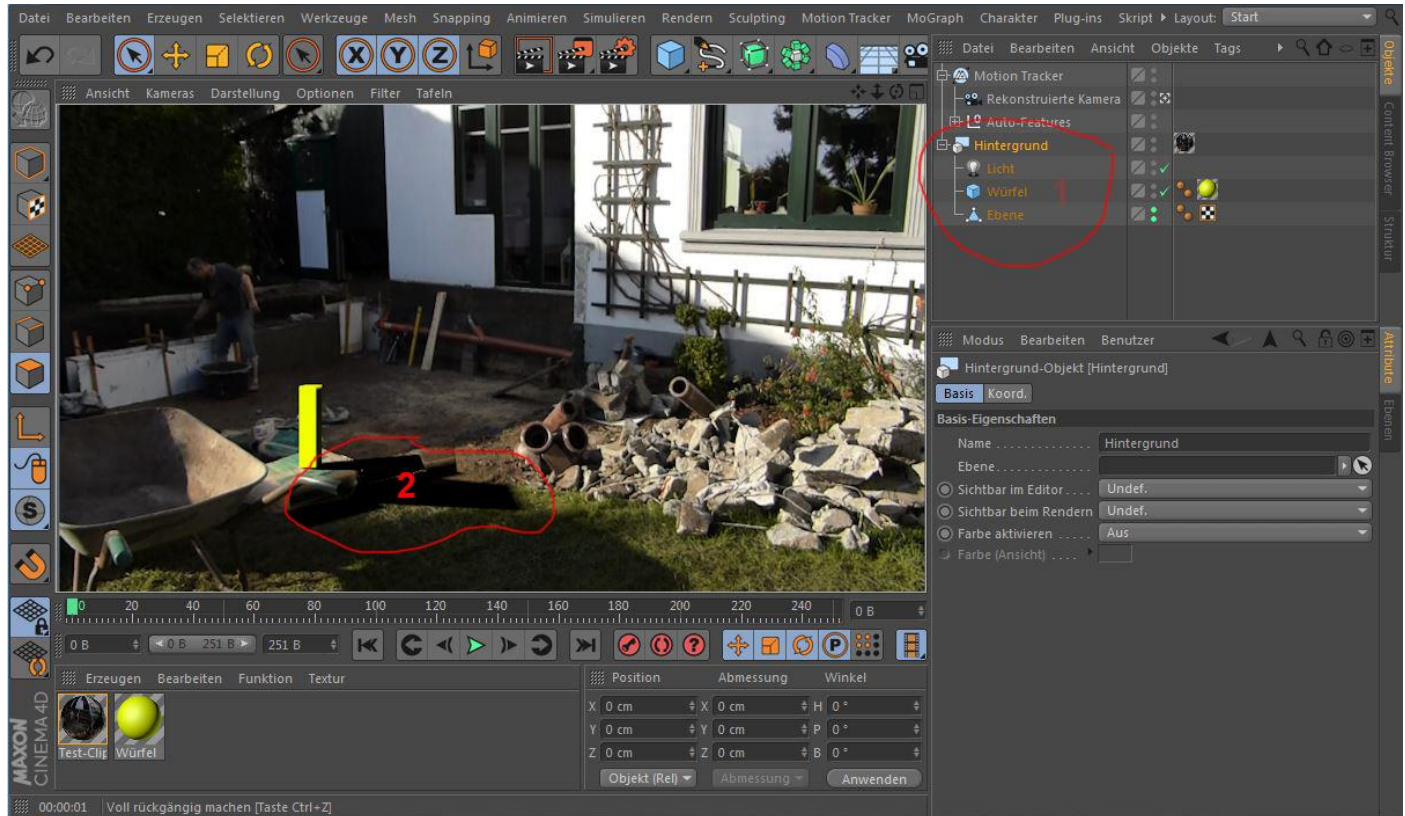 Datei Bearbeiten Erzeugen Selektieren Werkzeuge Mesh Snapping Animieren Simulieren Rendern Sculpting Motion Tracker MoGraph Charakter Plug-ins Skript Layout: Start
X Y Z
Ansicht Kameras Darstellung Optionen Filter Tafeln
Datei Bearbeiten Ansicht Objekte Tags
Motion Tracker
Rekonstruierte Kamera
Auto-Features
Hintergrund
Licht
Würfel 1
Ebene
Objekte
Content Browser
Struktur
2
Modus Bearbeiten Benutzer
Hintergrund-Objekt [Hintergrund]
Basis Koord.
Basis-Eigenschaften
Name Hintergrund
Ebene
Sichtbar im Editor Undef.
Sichtbar beim Rendern Undef.
Farbe aktivieren Aus
Farbe (Ansicht)
Attribute
Ebenen
S
0 20 40 60 80 100 120 140 160 180 200 220 240 0 B
0 B 0 B 251 B 251 B ? P
Erzeugen Bearbeiten Funktion Textur
Test-Clip Würfel
Position Abmessung Winkel
X 0 cm X 0 cm H 0 °
Y 0 cm Y 0 cm P 0 °
Z 0 cm Z 0 cm B 0 °
Objekt (Rel) Abmessung Anwenden
MAXON
CINEMA 4D
00:00:01 Voll rückgängig machen [Taste Ctrl+Z]